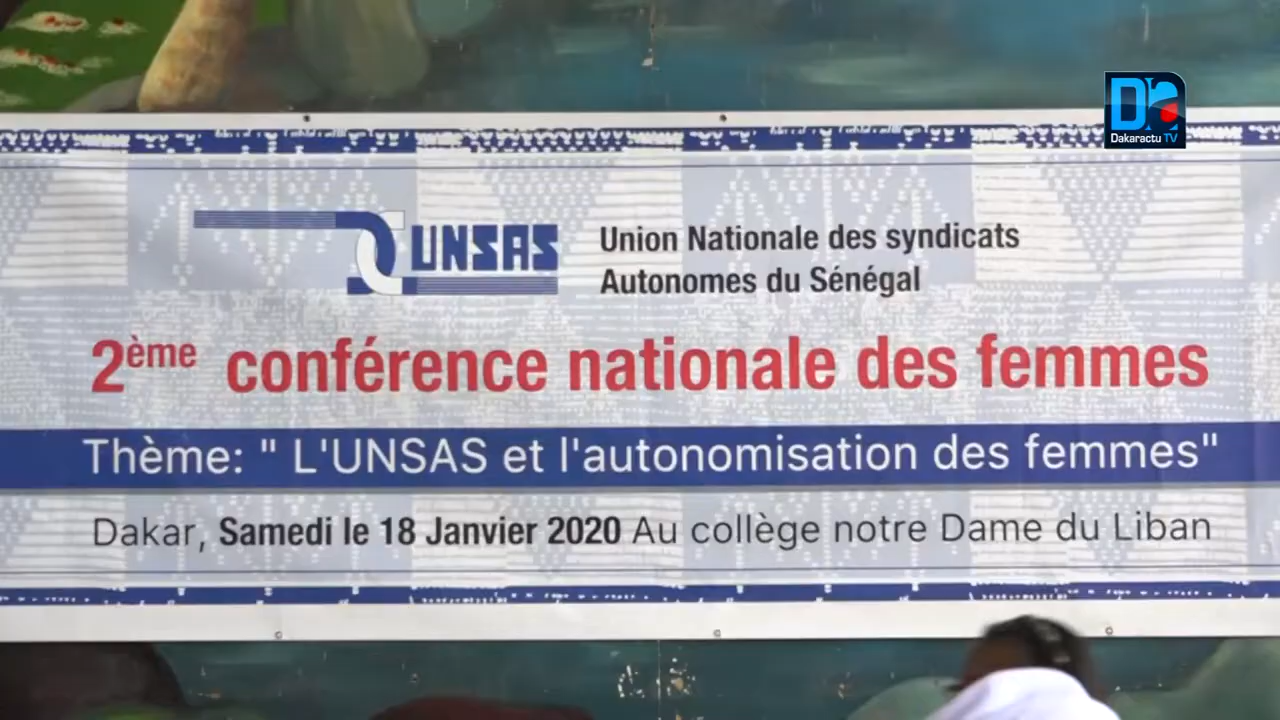 Dakaractu TV
UNSAS
Union Nationale des syndicats
Autonomes du Sénégal
2ème conférence nationale des femmes
Thème: " L'UNSAS et l'autonomisation des femmes"
Dakar, Samedi le 18 Janvier 2020 Au collège notre Dame du Liban